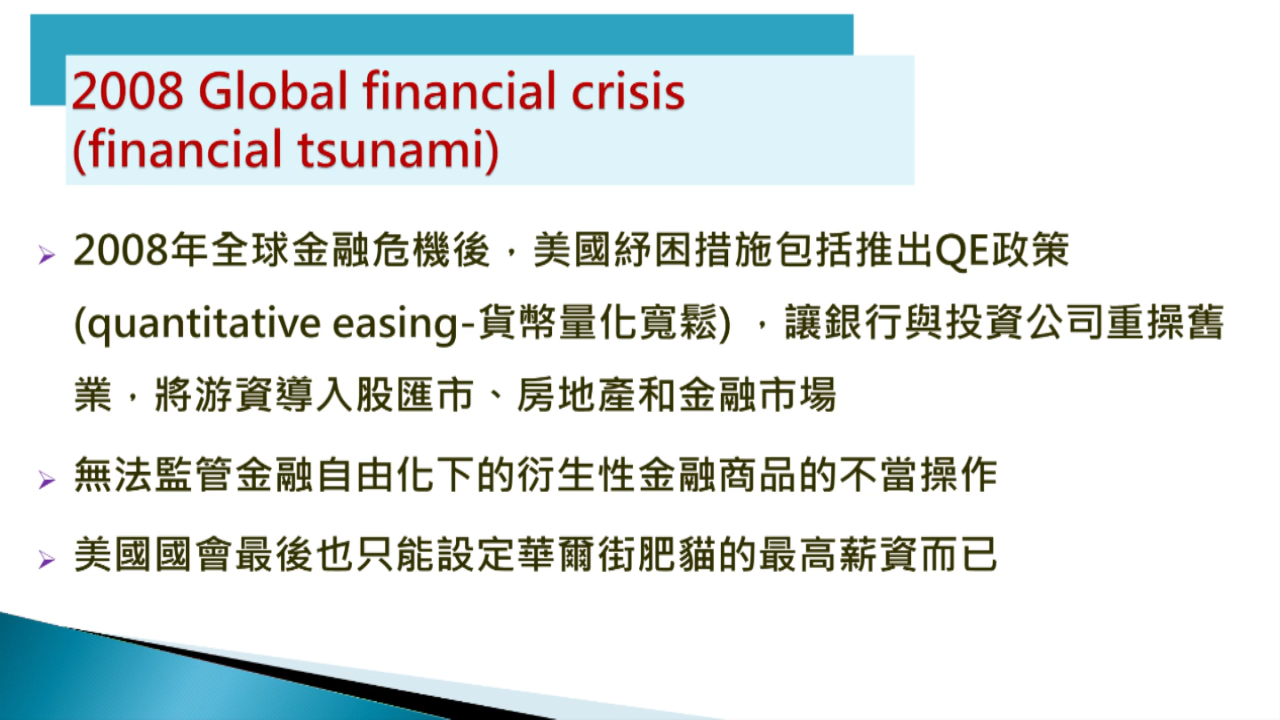 2008 Global financial crisis
(financial tsunami)
2008年全球金融危機後，美國紓困措施包括推出QE政策
(quantitative easing-貨幣量化寬鬆) ，讓銀行與投資公司重操舊
業，將游資導入股匯市、房地產和金融市場
無法監管金融自由化下的衍生性金融商品的不當操作
美國國會最後也只能設定華爾街肥貓的最高薪資而已